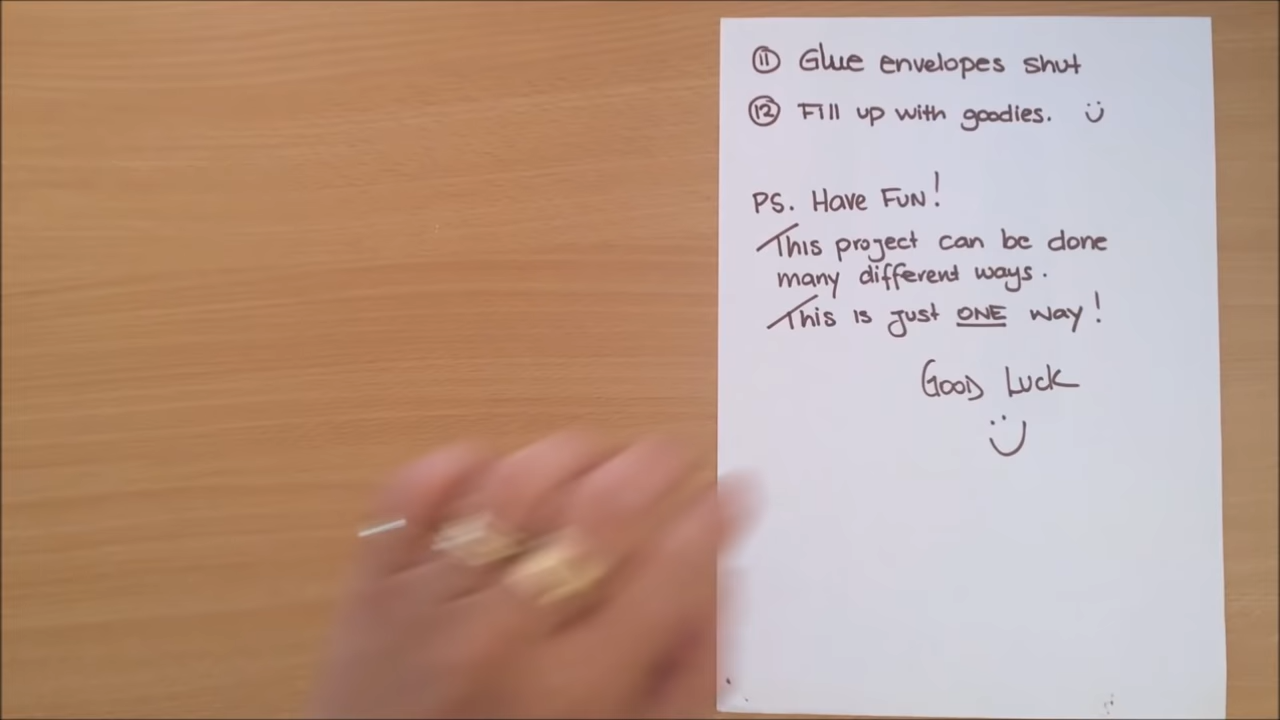 11 Glue envelopes shut
12 Fill up with goodies. ü
PS. Have FUN!
This project can be done
many different ways.
This is just ONE way!
GOOD LUCK